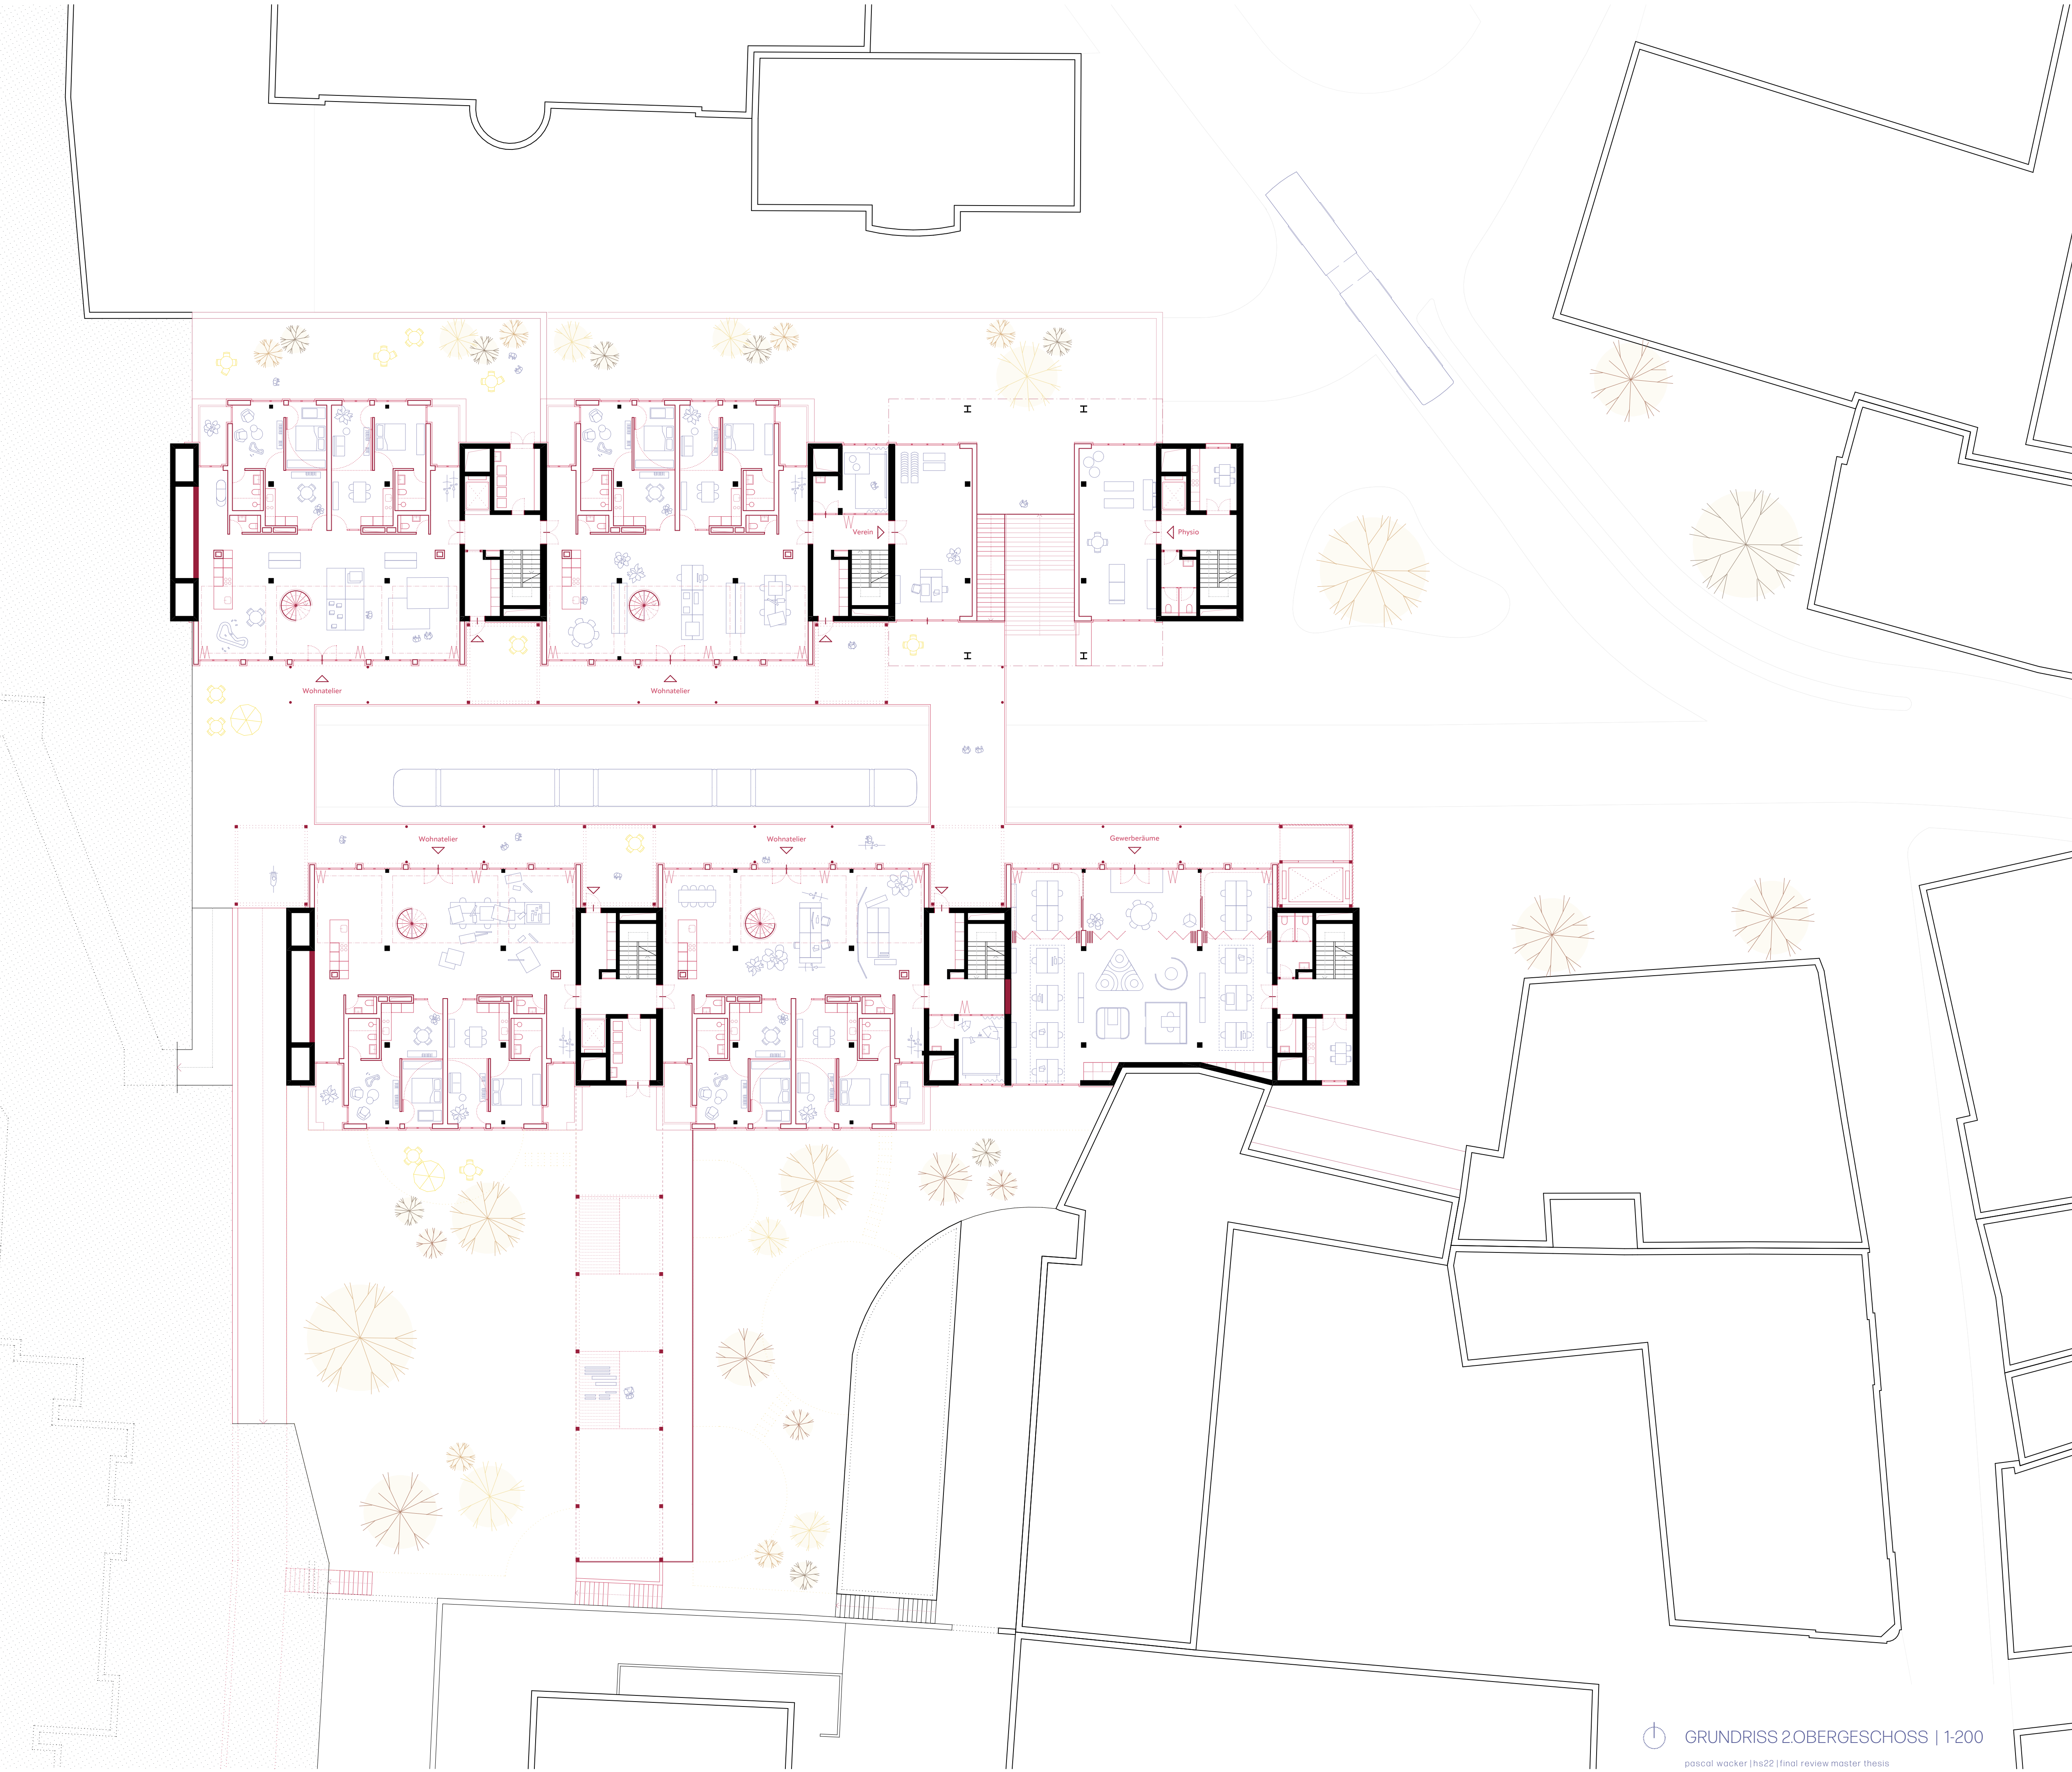 Verein
Physio
Wohnatelier
Wohnatelier
Wohnatelier
Wohnatelier
Gewerberäume
GRUNDRISS 2.OBERGESCHOSS | 1-200
pascal wacker | hs22 | final review master thesis